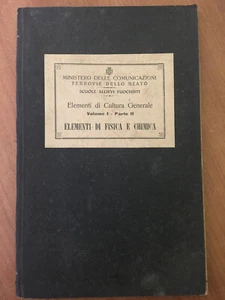 MINISTERO DELLE COMUNICAZIONI
FERROVIE DELLO STATO
SCUOLE ALLIEVI FUOCHISTI
Elementi di Cultura Generale
Volume I - Parte II
ELEMENTI DI FISICA E CHIMICA